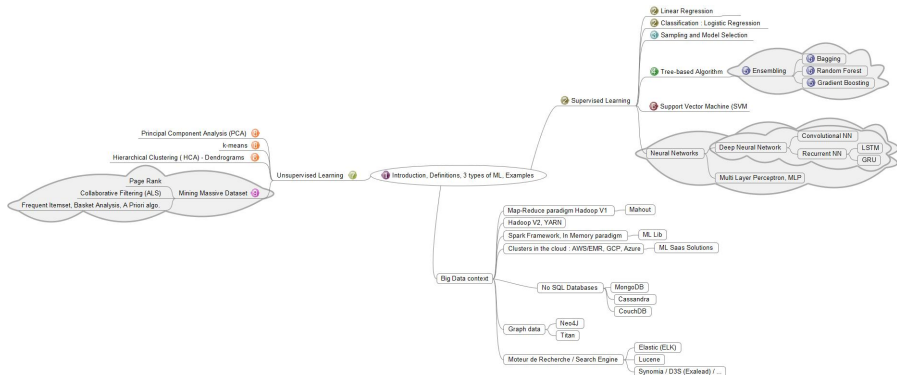 Linear Regression
Classification : Logistic Regression
Sampling and Model Selection
Tree-based Algorithm
Ensembling
Bagging
Random Forest
Gradient Boosting
Supervised Learning
Support Vector Machine (SVM
Neural Networks
Deep Neural Network
Convolutional NN
Recurrent NN
LSTM
GRU
Multi Layer Perceptron, MLP
Principal Component Analysis (PCA)
k-means
Hierarchical Clustering ( HCA) - Dendrograms
Unsupervised Learning
Introduction, Definitions, 3 types of ML, Examples
Page Rank
Collaborative Filtering (ALS)
Mining Massive Dataset
Frequent Itemset, Basket Analysis, A Priori algo.
Big Data context
Map-Reduce paradigm Hadoop V1
Mahout
Hadoop V2, YARN
Spark Framework, In Memory paradigm
ML Lib
Clusters in the cloud : AWS/EMR, GCP, Azure
ML Saas Solutions
No SQL Databases
MongoDB
Cassandra
CouchDB
Graph data
Neo4J
Titan
Moteur de Recherche / Search Engine
Elastic (ELK)
Lucene
Synomia / D3S (Exalead) / ...